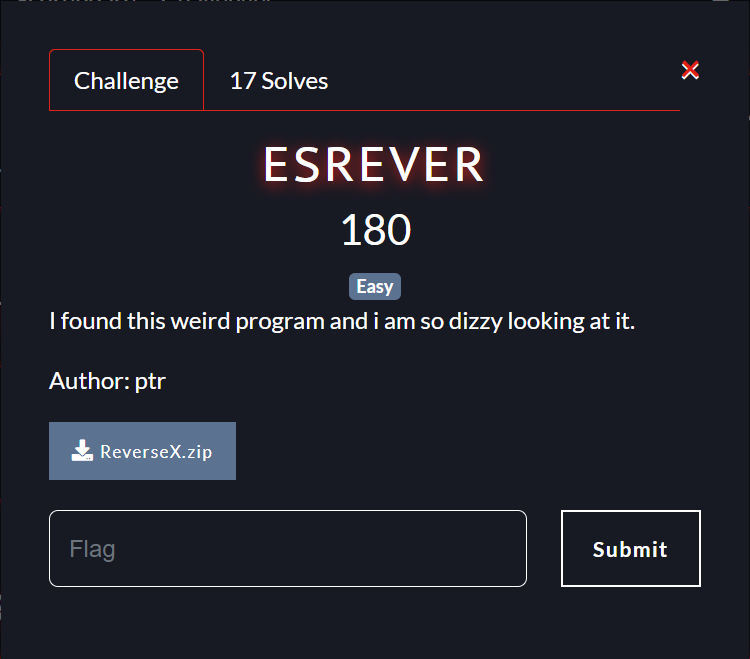 Challenge
17 Solves
ESREVER
180
Easy
I found this weird program and i am so dizzy looking at it.
Author: ptr
ReverseX.zip
Flag
Submit